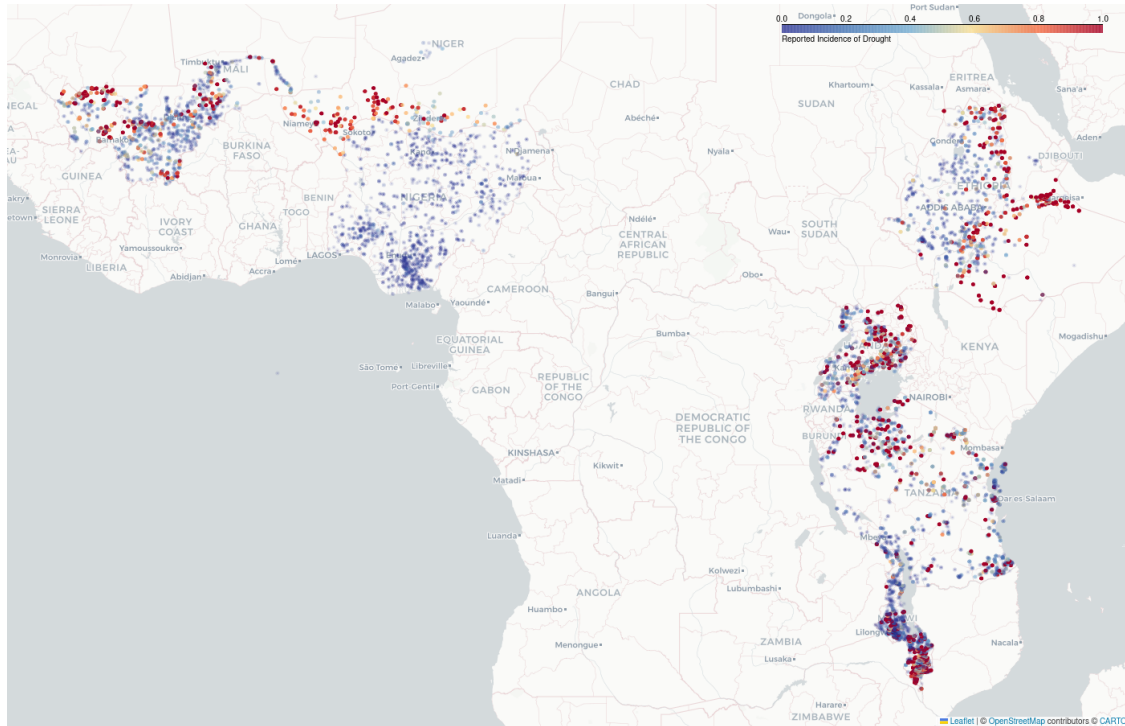 Dongola
Port Sudan
0.0 0.2 0.4 0.6 0.8 1.0
Reported Incidence of Drought
NIGER
Agadez
MALI
CHAD
Khartoum
Kassala
ERITREA
Asmara
Sana'a
SUDAN
Abéché
Niamey
Sokoto
Aden
BURKINA
FASO
N'Djamena
Nyala
Gonder
DJIBOUTI
GUINEA
Maroua
ETHIOPIA
BENIN
NIGERIA
SIERRA
LEONE
IVORY
COAST
GHANA
TOGO
Ndélé
ADDIS ABABA
CENTRAL
AFRICAN
REPUBLIC
Wau
SOUTH
SUDAN
Yamoussoukro
LAGOS
Monrovia
LIBERIA
Abidjan
Accra
Lomé
Obo
CAMEROON
Malabo
Yaoundé
Bangui
EQUATORIAL
GUINEA
Bumba
KENYA
Mogadishu
São Tomé
Libreville
Port-Gentil
GABON
REPUBLIC
OF THE
CONGO
RWANDA
NAIROBI
DEMOCRATIC
REPUBLIC OF
THE CONGO
Mombasa
KINSHASA
Kikwit
Matadi
TANZANIA
Dar es Salaam
Luanda
Kolwezi
Lubumbashi
ANGOLA
Huambo
Menongue
ZAMBIA
Lusaka
Nacala
Harare
ZIMBABWE
Leaflet | © OpenStreetMap contributors © CARTO